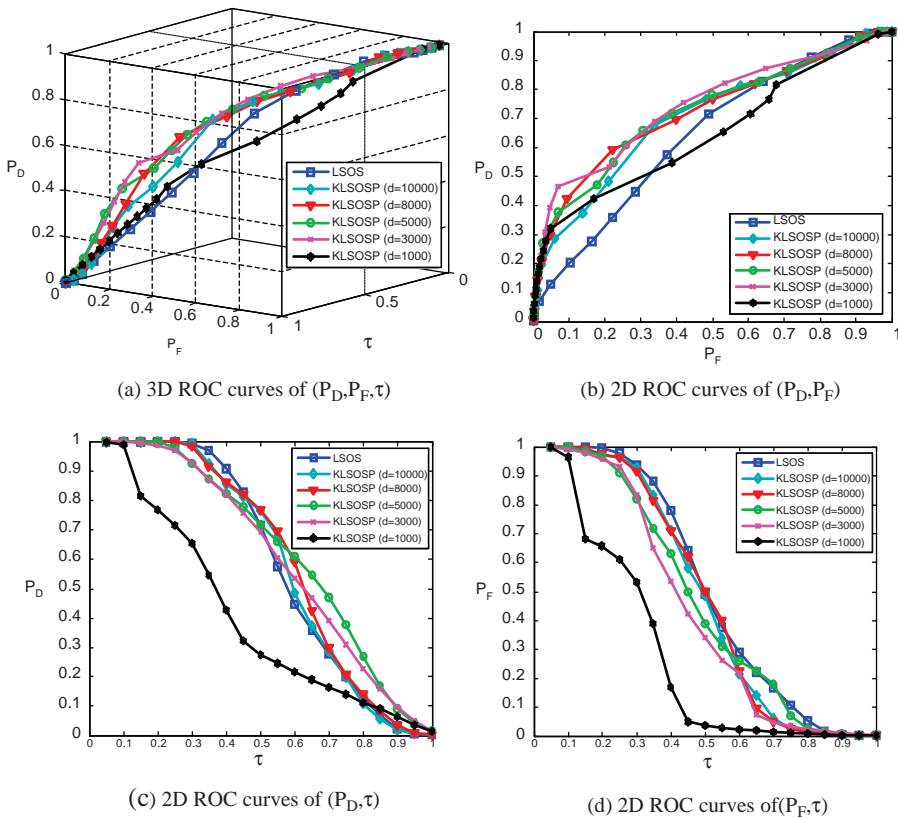 1
0.8
0.6
0.4
0.2
0
P_D
0.2
0.4
0.6
0.8
1
P_F
1
0.5
0
τ
LSOS
KLSOSP (d=10000)
KLSOSP (d=8000)
KLSOSP (d=5000)
KLSOSP (d=3000)
KLSOSP (d=1000)
(a) 3D ROC curves of (P_D,P_F,τ)
1
0.9
0.8
0.7
0.6
0.5
0.4
0.3
0.2
0.1
0
P_D
0 0.1 0.2 0.3 0.4 0.5 0.6 0.7 0.8 0.9 1
P_F
LSOS
KLSOSP (d=10000)
KLSOSP (d=8000)
KLSOSP (d=5000)
KLSOSP (d=3000)
KLSOSP (d=1000)
(b) 2D ROC curves of (P_D,P_F)
1
0.9
0.8
0.7
0.6
0.5
0.4
0.3
0.2
0.1
0
P_D
0 0.1 0.2 0.3 0.4 0.5 0.6 0.7 0.8 0.9 1
τ
LSOS
KLSOSP (d=10000)
KLSOSP (d=8000)
KLSOSP (d=5000)
KLSOSP (d=3000)
KLSOSP (d=1000)
(c) 2D ROC curves of (P_D,τ)
1
0.9
0.8
0.7
0.6
0.5
0.4
0.3
0.2
0.1
0
P_F
0 0.1 0.2 0.3 0.4 0.5 0.6 0.7 0.8 0.9 1
τ
LSOS
KLSOSP (d=10000)
KLSOSP (d=8000)
KLSOSP (d=5000)
KLSOSP (d=3000)
KLSOSP (d=1000)
(d) 2D ROC curves of(P_F,τ)